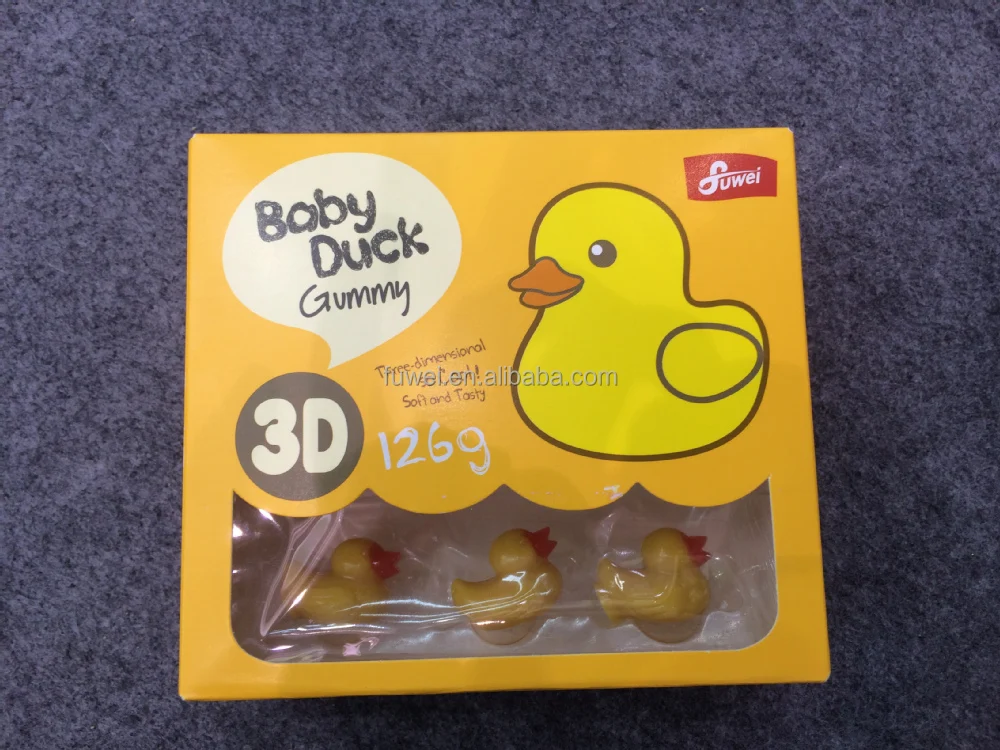 Baby
Duck
Gummy
fuwei
Three-dimensional
fuwei.en.alibaba.com
Soft and Tasty
3D
126g